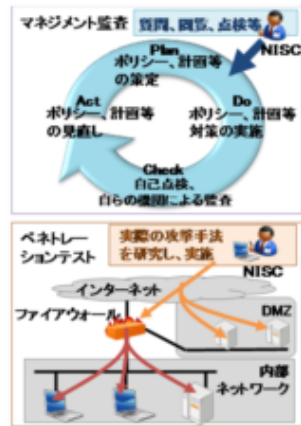 マネジメント監査
質問、閲覧、点検等
NISC
Plan
ポリシー、計画等
の策定
Act
ポリシー、計画等
の見直し
Do
ポリシー、計画等
対策の実施
Check
自己点検、
自らの機関による監査
ペネトレー
ションテスト
実際の攻撃手法
を研究し、実施
NISC
インターネット
ファイアウォール
DMZ
内部
ネットワーク